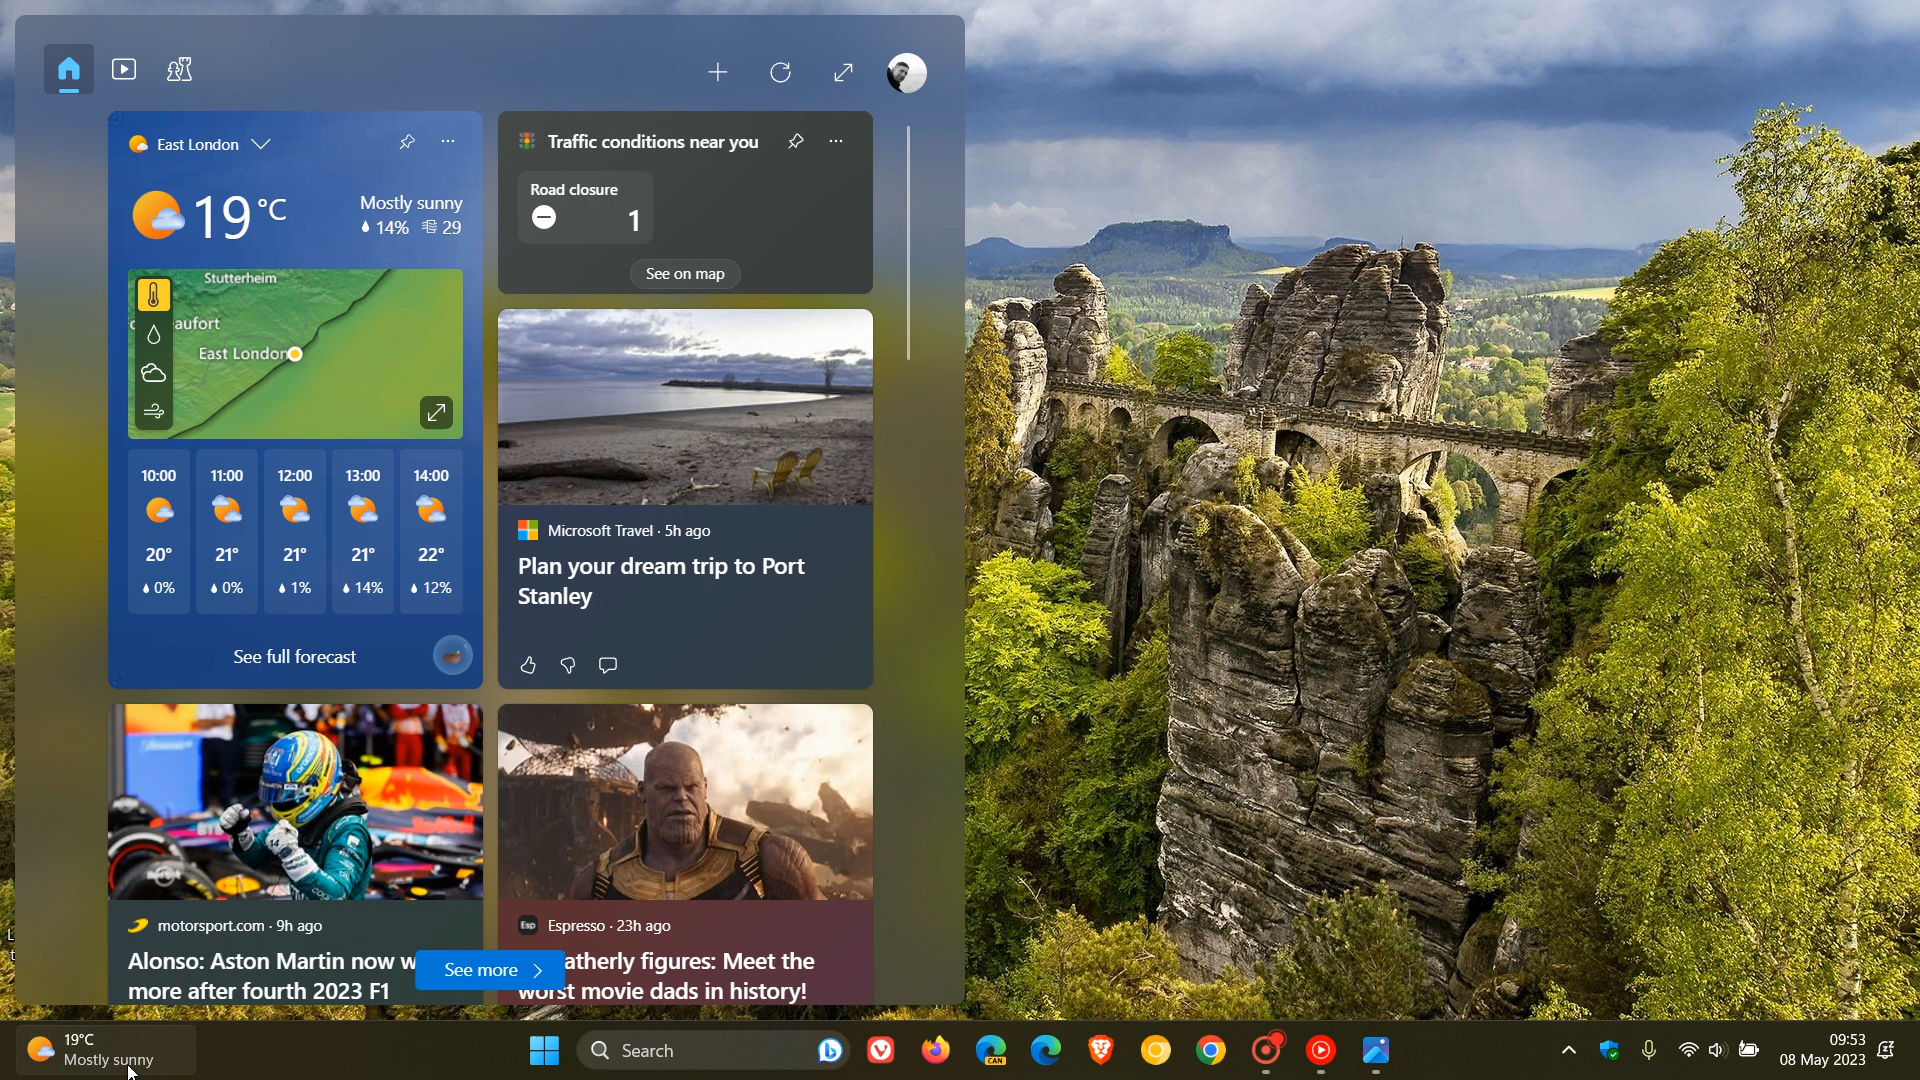 East London
19 °C
Mostly sunny
14% 29
Stutterheim
aufort
East London
10:00 11:00 12:00 13:00 14:00
20° 21° 21° 21° 22°
0% 0% 1% 14% 12%
See full forecast
Traffic conditions near you
Road closure
1
See on map
Microsoft Travel · 5h ago
Plan your dream trip to Port
Stanley
motorsport.com · 9h ago
Alonso: Aston Martin now w
more after fourth 2023 F1
Esp
Espresso · 23h ago
atherly figures: Meet the
worst movie dads in history!
See more
19°C
Mostly sunny
Search
CAN
09:53
08 May 2023